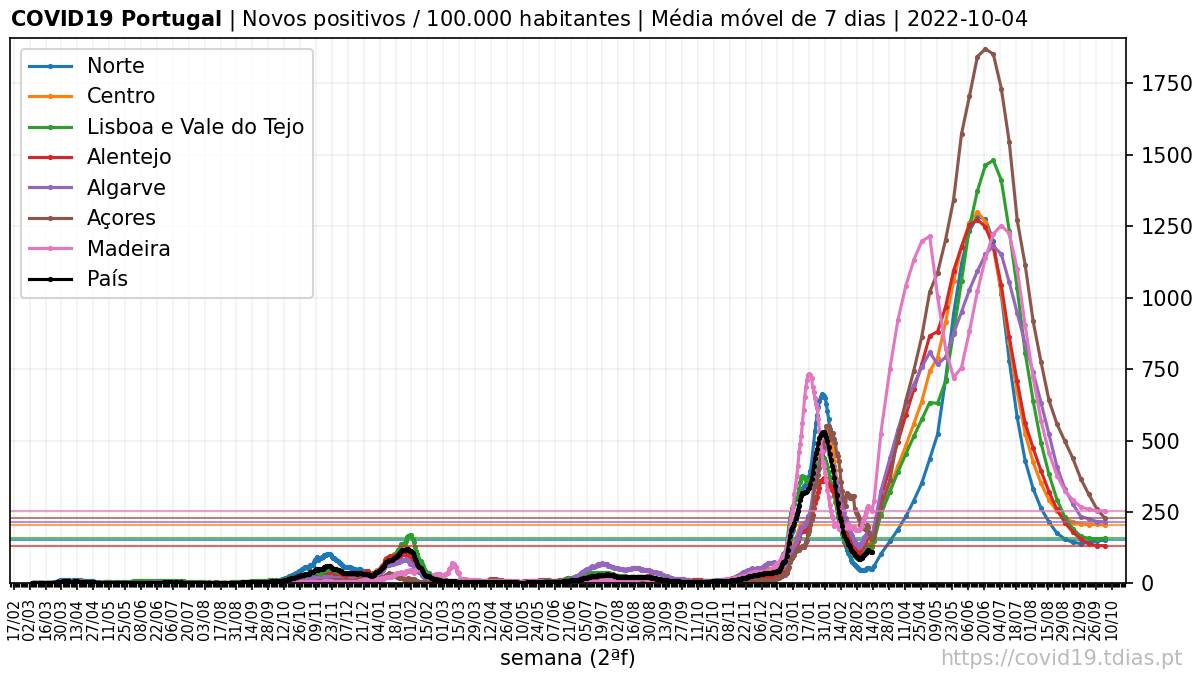 COVID19 Portugal | Novos positivos / 100.000 habitantes | Média móvel de 7 dias | 2022-10-04
Norte
Centro
Lisboa e Vale do Tejo
Alentejo
Algarve
Açores
Madeira
País
1750
1500
1250
1000
750
500
250
0
17/02 02/03 16/03 30/03 13/04 27/04 11/05 25/05 08/06 22/06 06/07 20/07 03/08 17/08 31/08 14/09 28/09 12/10 26/10 09/11 23/11 07/12 21/12 04/01 18/01 01/02 15/02 01/03 15/03 29/03 12/04 26/04 10/05 24/05 07/06 21/06 05/07 19/07 02/08 16/08 30/08 13/09 27/09 11/10 25/10 08/11 22/11 06/12 20/12 03/01 17/01 31/01 14/02 28/02 14/03 28/03 11/04 25/04 09/05 23/05 06/06 20/06 04/07 18/07 01/08 15/08 29/08 12/09 26/09 10/10
semana (2ªf)
https://covid19.tdias.pt